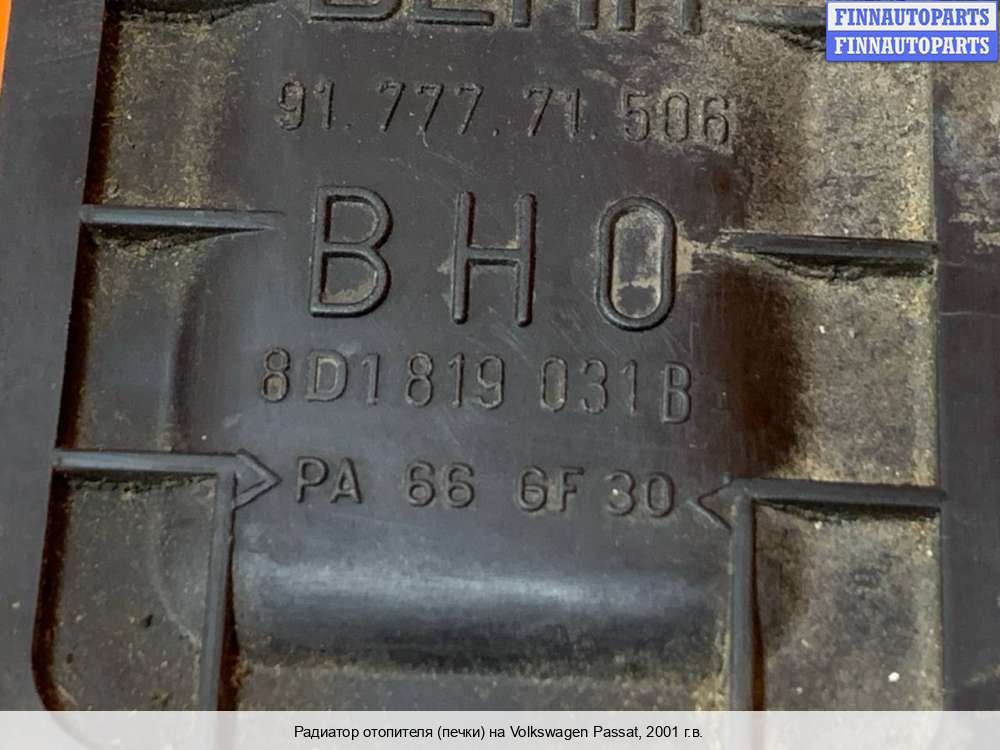 BEHR
FINNAUTOPARTS
FINNAUTOPARTS
91.777.71.506
BHO
8D1 819 031 B
>PA 66 GF 30<
Радиатор отопителя (печки) на Volkswagen Passat, 2001 г.в.